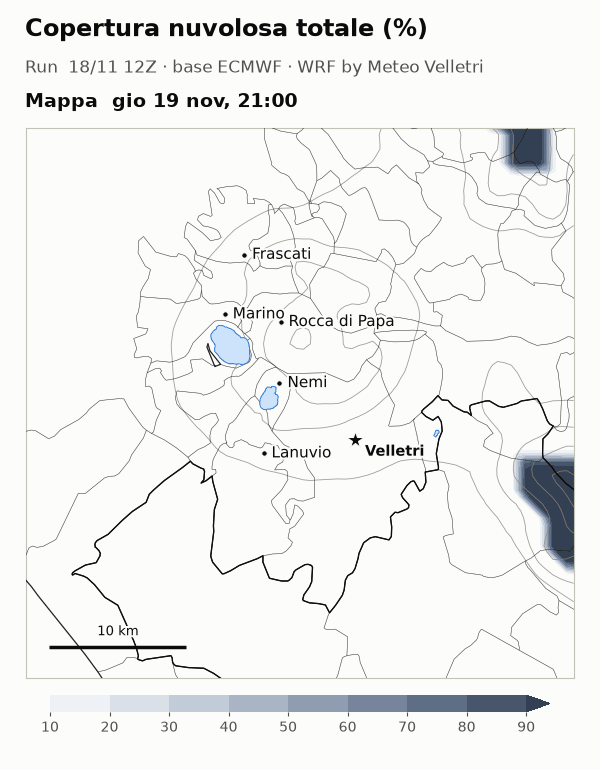 Copertura nuvolosa totale (%)
Run  18/11 12Z · base ECMWF · WRF by Meteo Velletri
Mappa  gio 19 nov, 21:00
Frascati
Marino
Rocca di Papa
Nemi
Velletri
Lanuvio
10 km
10 20 30 40 50 60 70 80 90